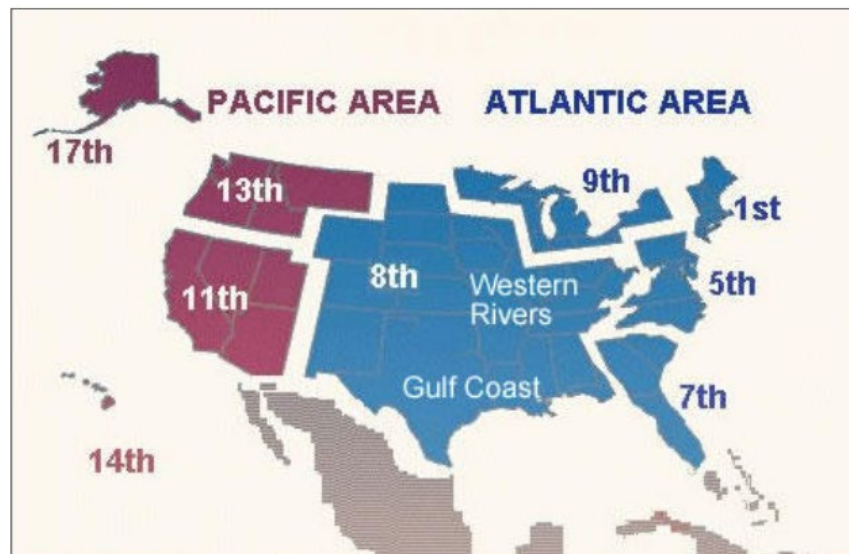 PACIFIC AREA
ATLANTIC AREA
17th
13th
9th
1st
11th
8th
Western
Rivers
5th
Gulf Coast
7th
14th